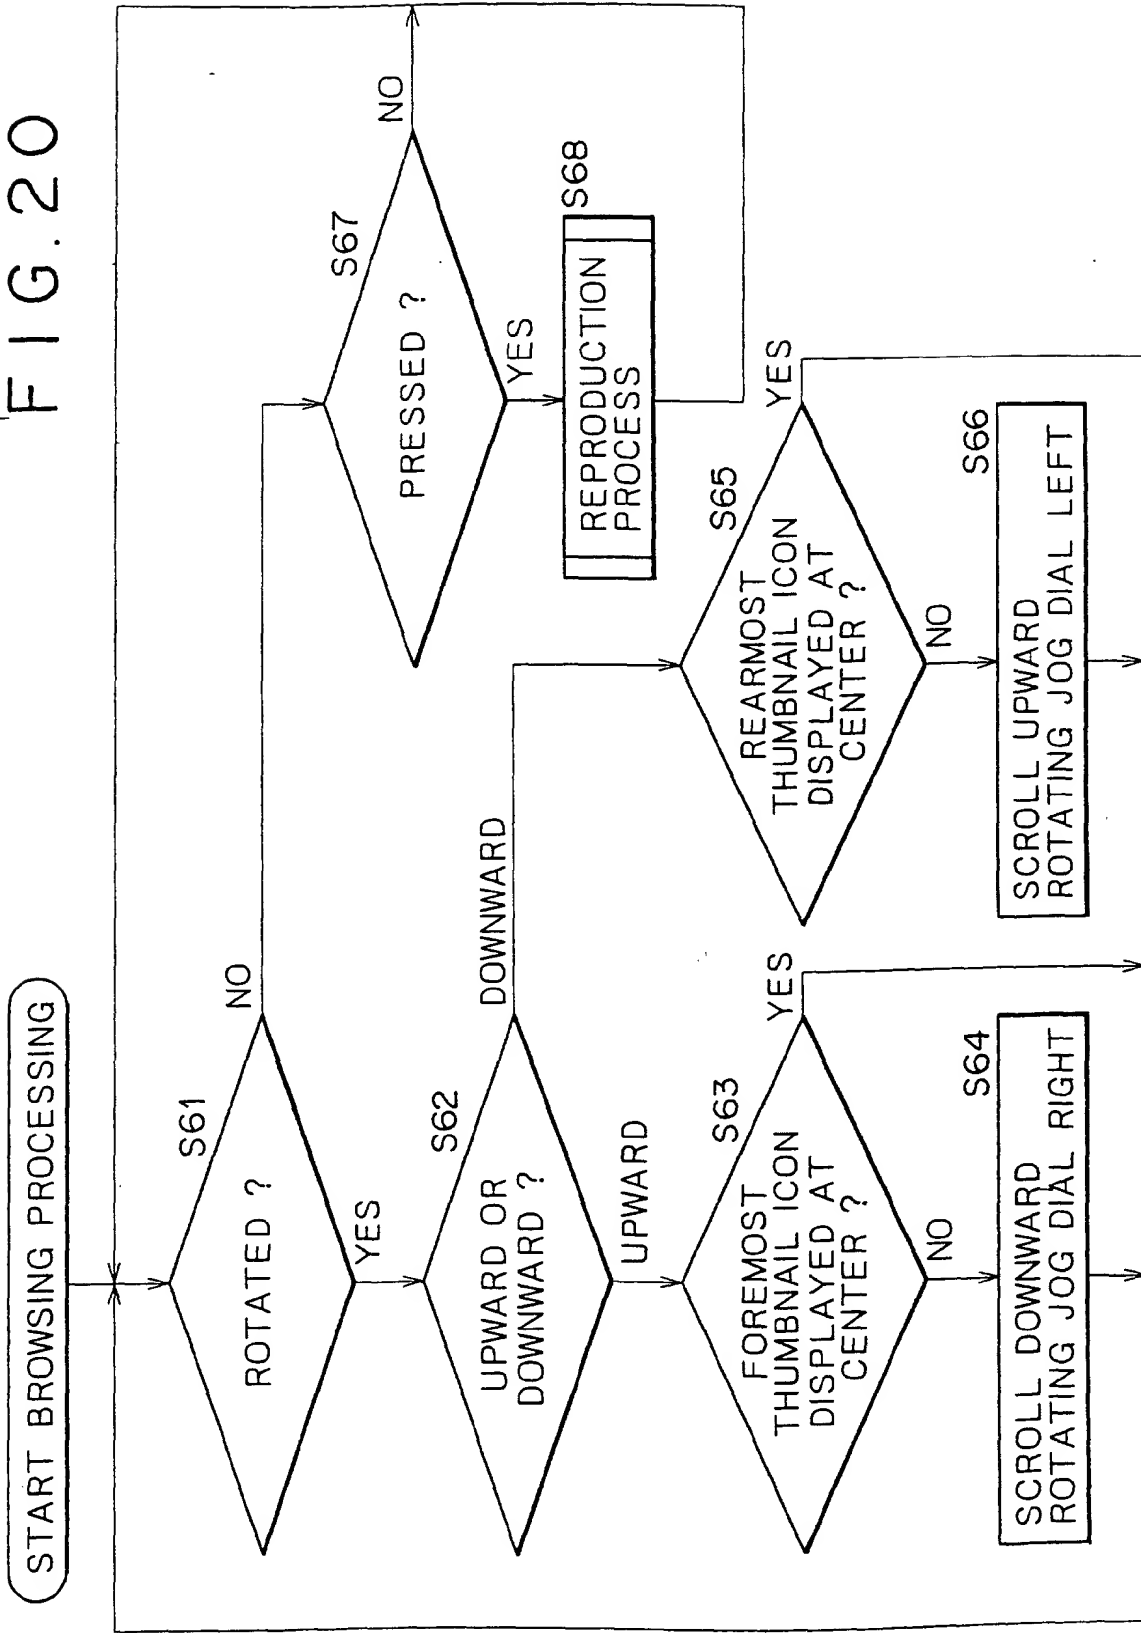 FIG.20
START BROWSING PROCESSING
S61
ROTATED ?
NO
YES
S62
UPWARD OR
DOWNWARD ?
DOWNWARD
UPWARD
S63
FOREMOST
THUMBNAIL ICON
DISPLAYED AT
CENTER ?
YES
NO
S64
SCROLL DOWNWARD
ROTATING JOG DIAL RIGHT
S65
REARMOST
THUMBNAIL ICON
DISPLAYED AT
CENTER ?
YES
NO
S66
SCROLL UPWARD
ROTATING JOG DIAL LEFT
S67
PRESSED ?
NO
YES
S68
REPRODUCTION
PROCESS